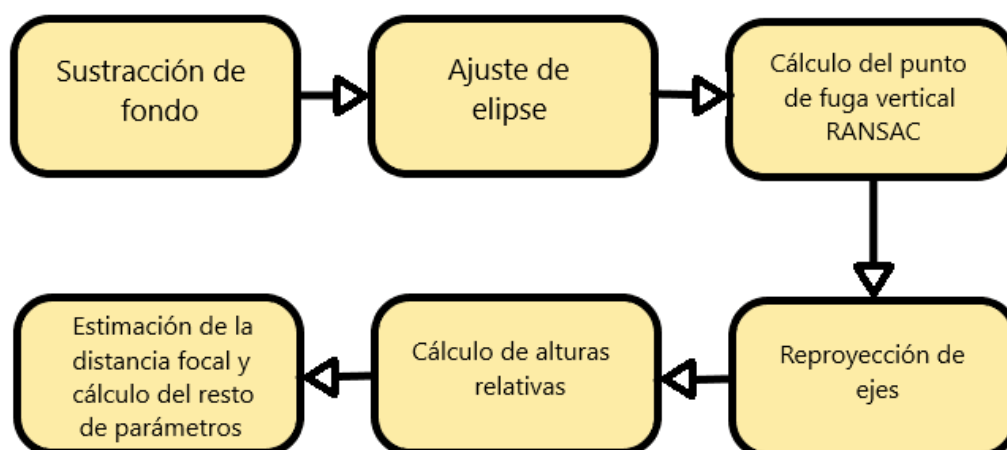 Sustracción de
fondo
Ajuste de
elipse
Cálculo del punto
de fuga vertical
RANSAC
Reproyección de
ejes
Cálculo de alturas
relativas
Estimación de la
distancia focal y
cálculo del resto
de parámetros